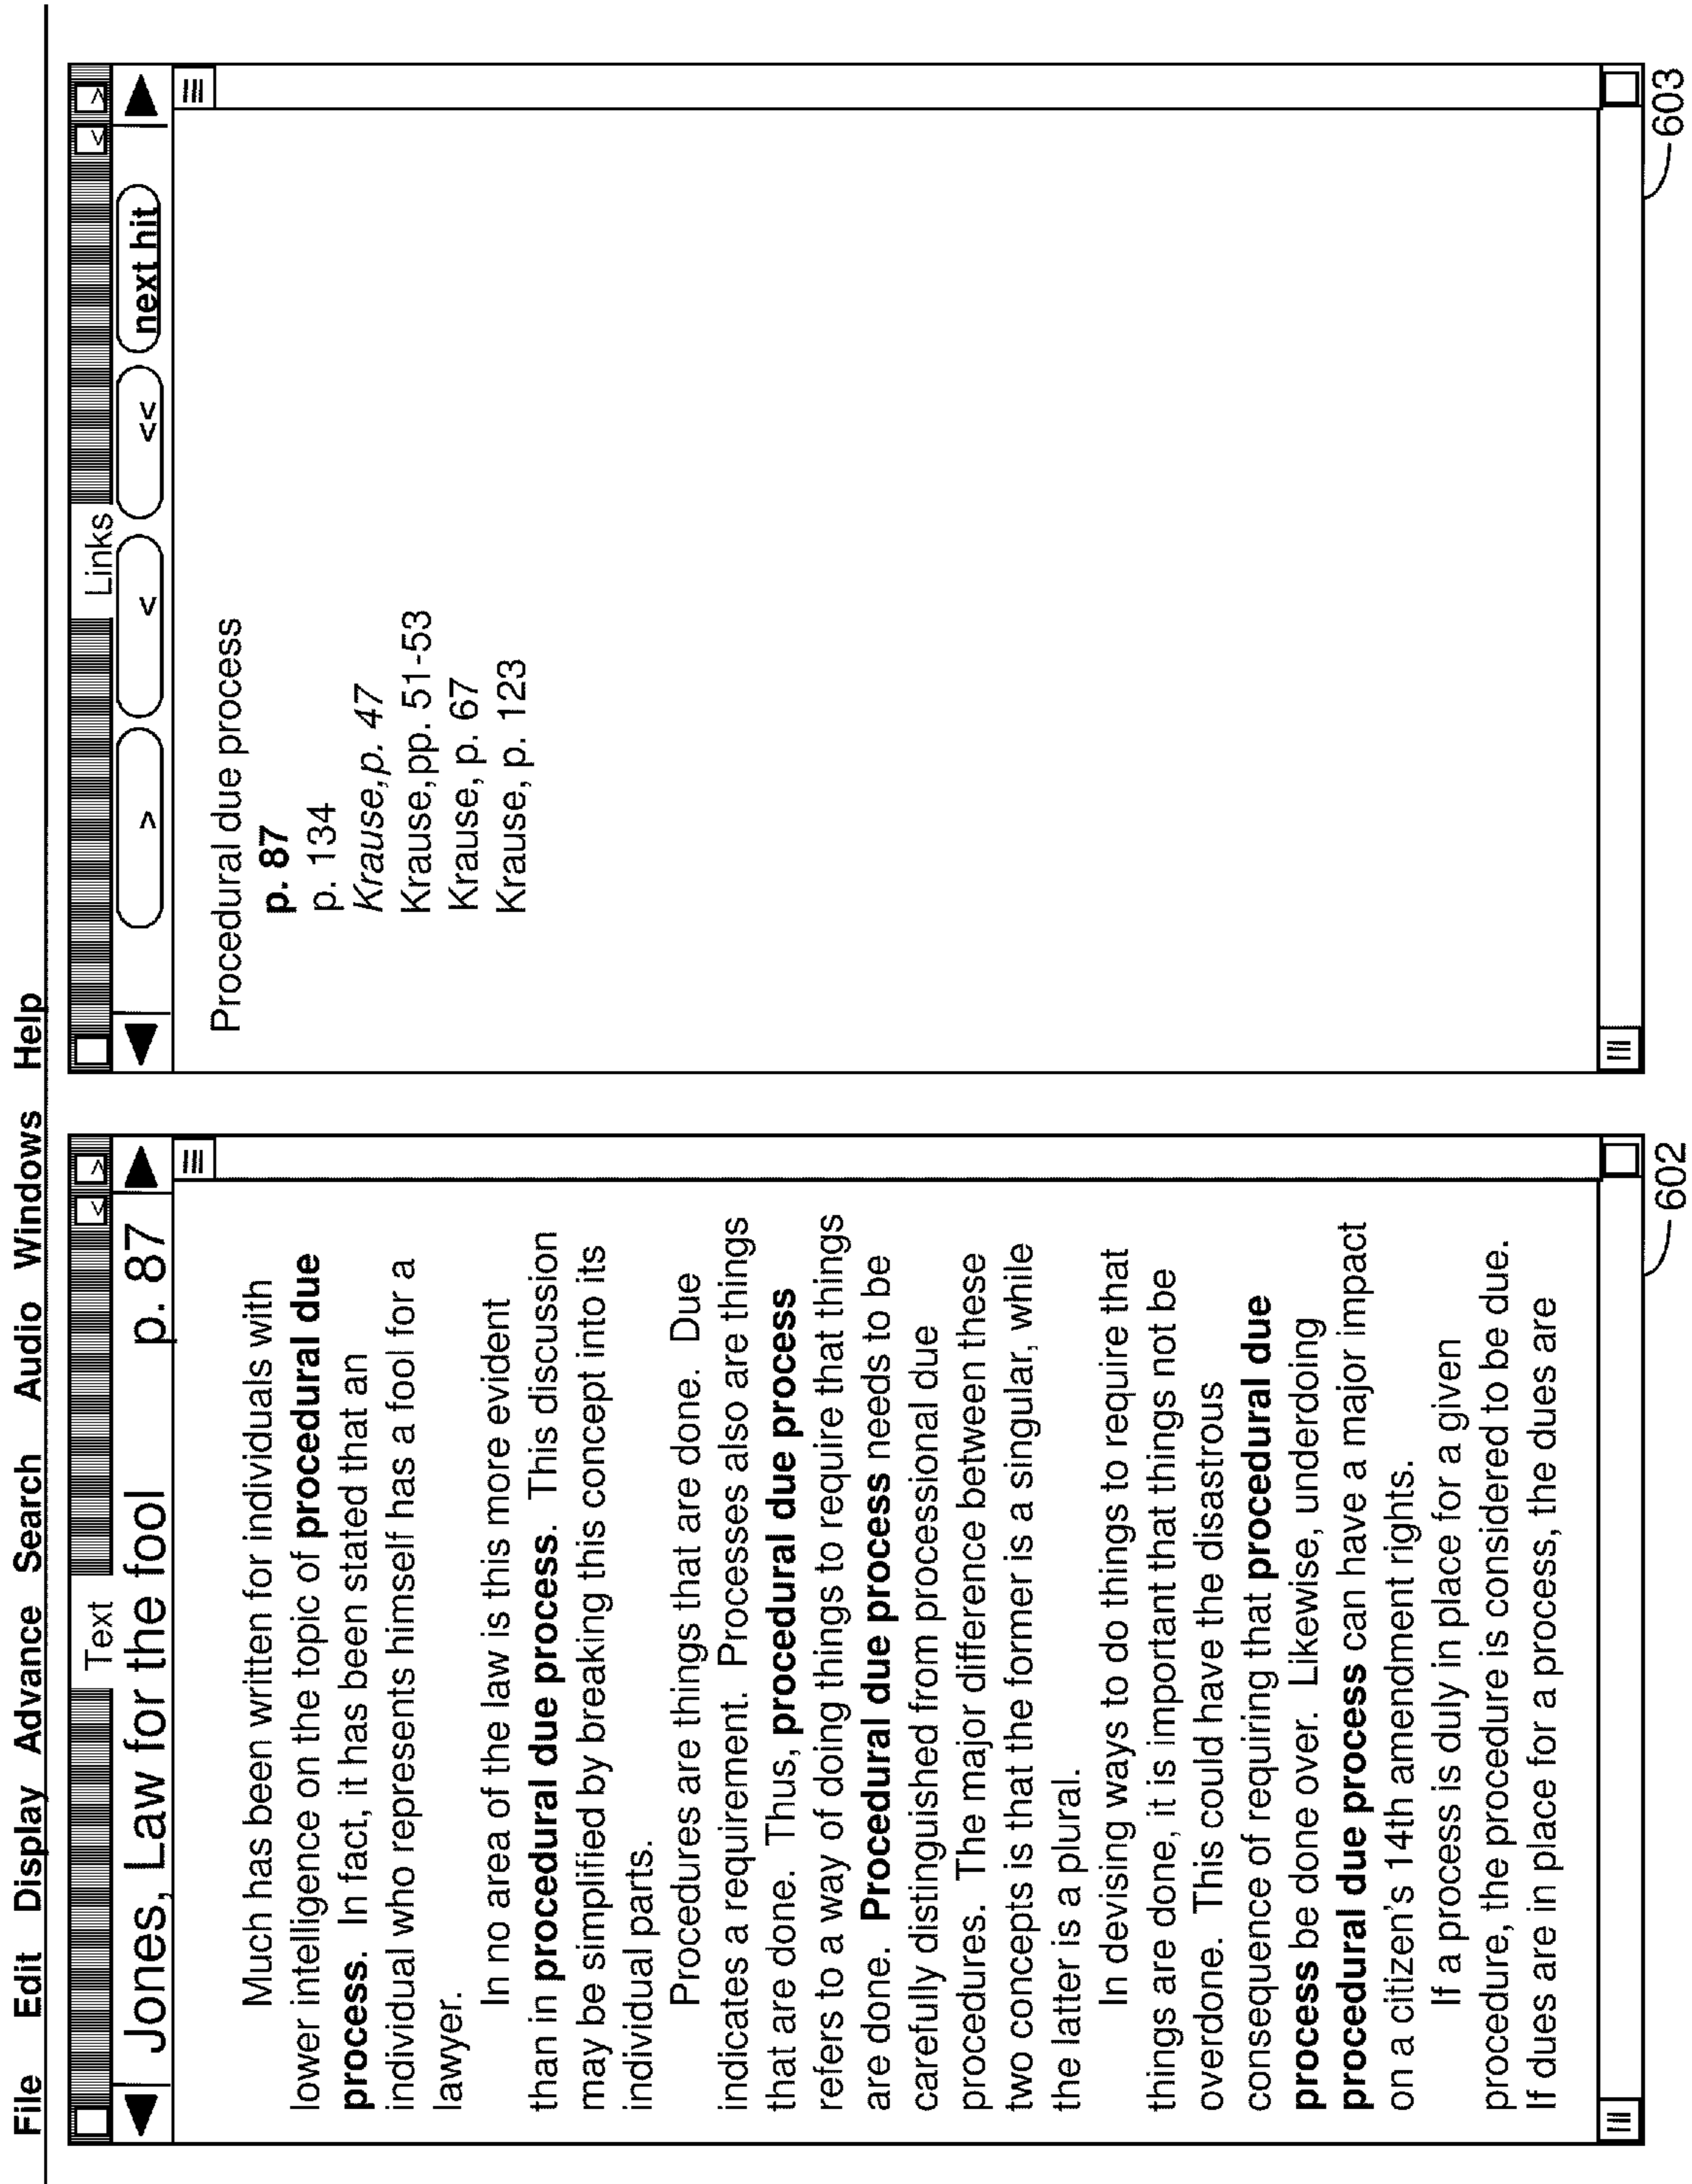 File Edit Display Advance Search Audio Windows Help
Text
< >
Jones, Law for the fool p. 87
Much has been written for individuals with
lower intelligence on the topic of procedural due
process. In fact, it has been stated that an
individual who represents himself has a fool for a
lawyer.
In no area of the law is this more evident
than in procedural due process. This discussion
may be simplified by breaking this concept into its
individual parts.
Procedures are things that are done. Due
indicates a requirement. Processes also are things
that are done. Thus, procedural due process
refers to a way of doing things to require that things
are done. Procedural due process needs to be
carefully distinguished from processional due
procedures. The major difference between these
two concepts is that the former is a singular, while
the latter is a plural.
In devising ways to do things to require that
things are done, it is important that things not be
overdone. This could have the disastrous
consequence of requiring that procedural due
process be done over. Likewise, underdoing
procedural due process can have a major impact
on a citizen's 14th amendment rights.
If a process is duly in place for a given
procedure, the procedure is considered to be due.
If dues are in place for a process, the dues are
602
Links
< >
> < << next hit
Procedural due process
p. 87
p. 134
Krause,p. 47
Krause,pp. 51-53
Krause, p. 67
Krause, p. 123
603